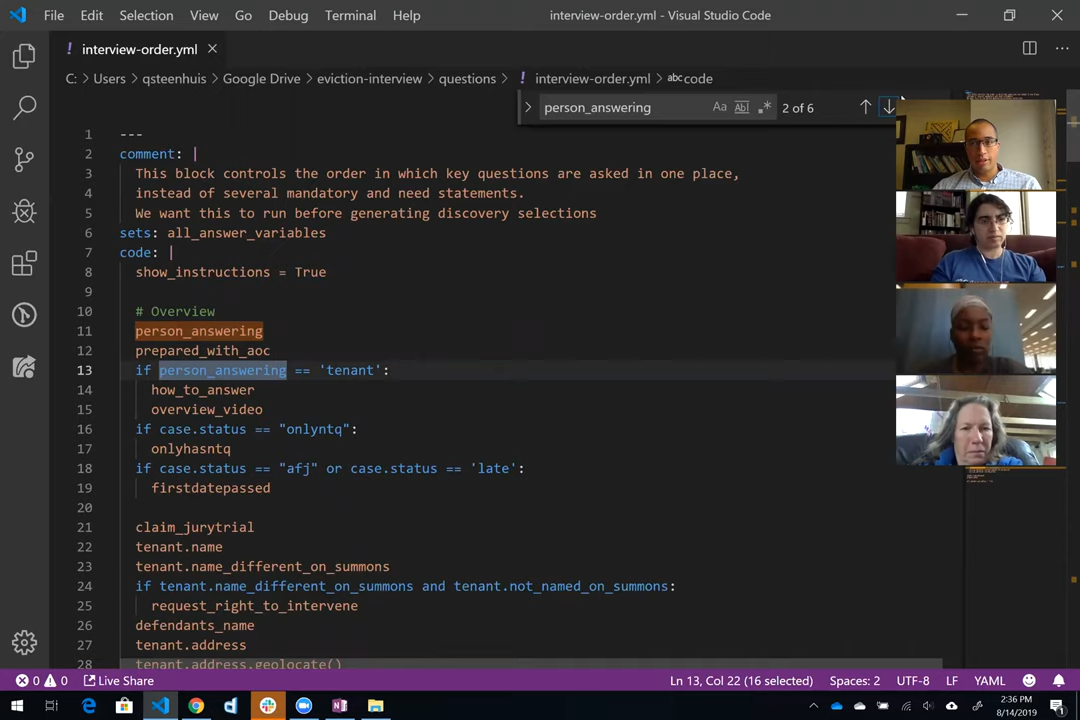 File Edit Selection View Go Debug Terminal Help interview-order.yml - Visual Studio Code
! interview-order.yml
C: > Users > qsteenhuis > Google Drive > eviction-interview > questions > ! interview-order.yml > abc code
person_answering Aa Abl .* 2 of 6
1 ---
2 comment: |
3 This block controls the order in which key questions are asked in one place,
4 instead of several mandatory and need statements.
5 We want this to run before generating discovery selections
6 sets: all_answer_variables
7 code: |
8 show_instructions = True
9
10 # Overview
11 person_answering
12 prepared_with_aoc
13 if person_answering == 'tenant':
14 how_to_answer
15 overview_video
16 if case.status == "onlyntq":
17 onlyhasntq
18 if case.status == "afj" or case.status == 'late':
19 firstdatepassed
20
21 claim_jurytrial
22 tenant.name
23 tenant.name_different_on_summons
24 if tenant.name_different_on_summons and tenant.not_named_on_summons:
25 request_right_to_intervene
26 defendants_name
27 tenant.address
28 tenant.address.geolocate()
0 0 Live Share Ln 13, Col 22 (16 selected) Spaces: 2 UTF-8 LF YAML
2:36 PM
8/14/2019